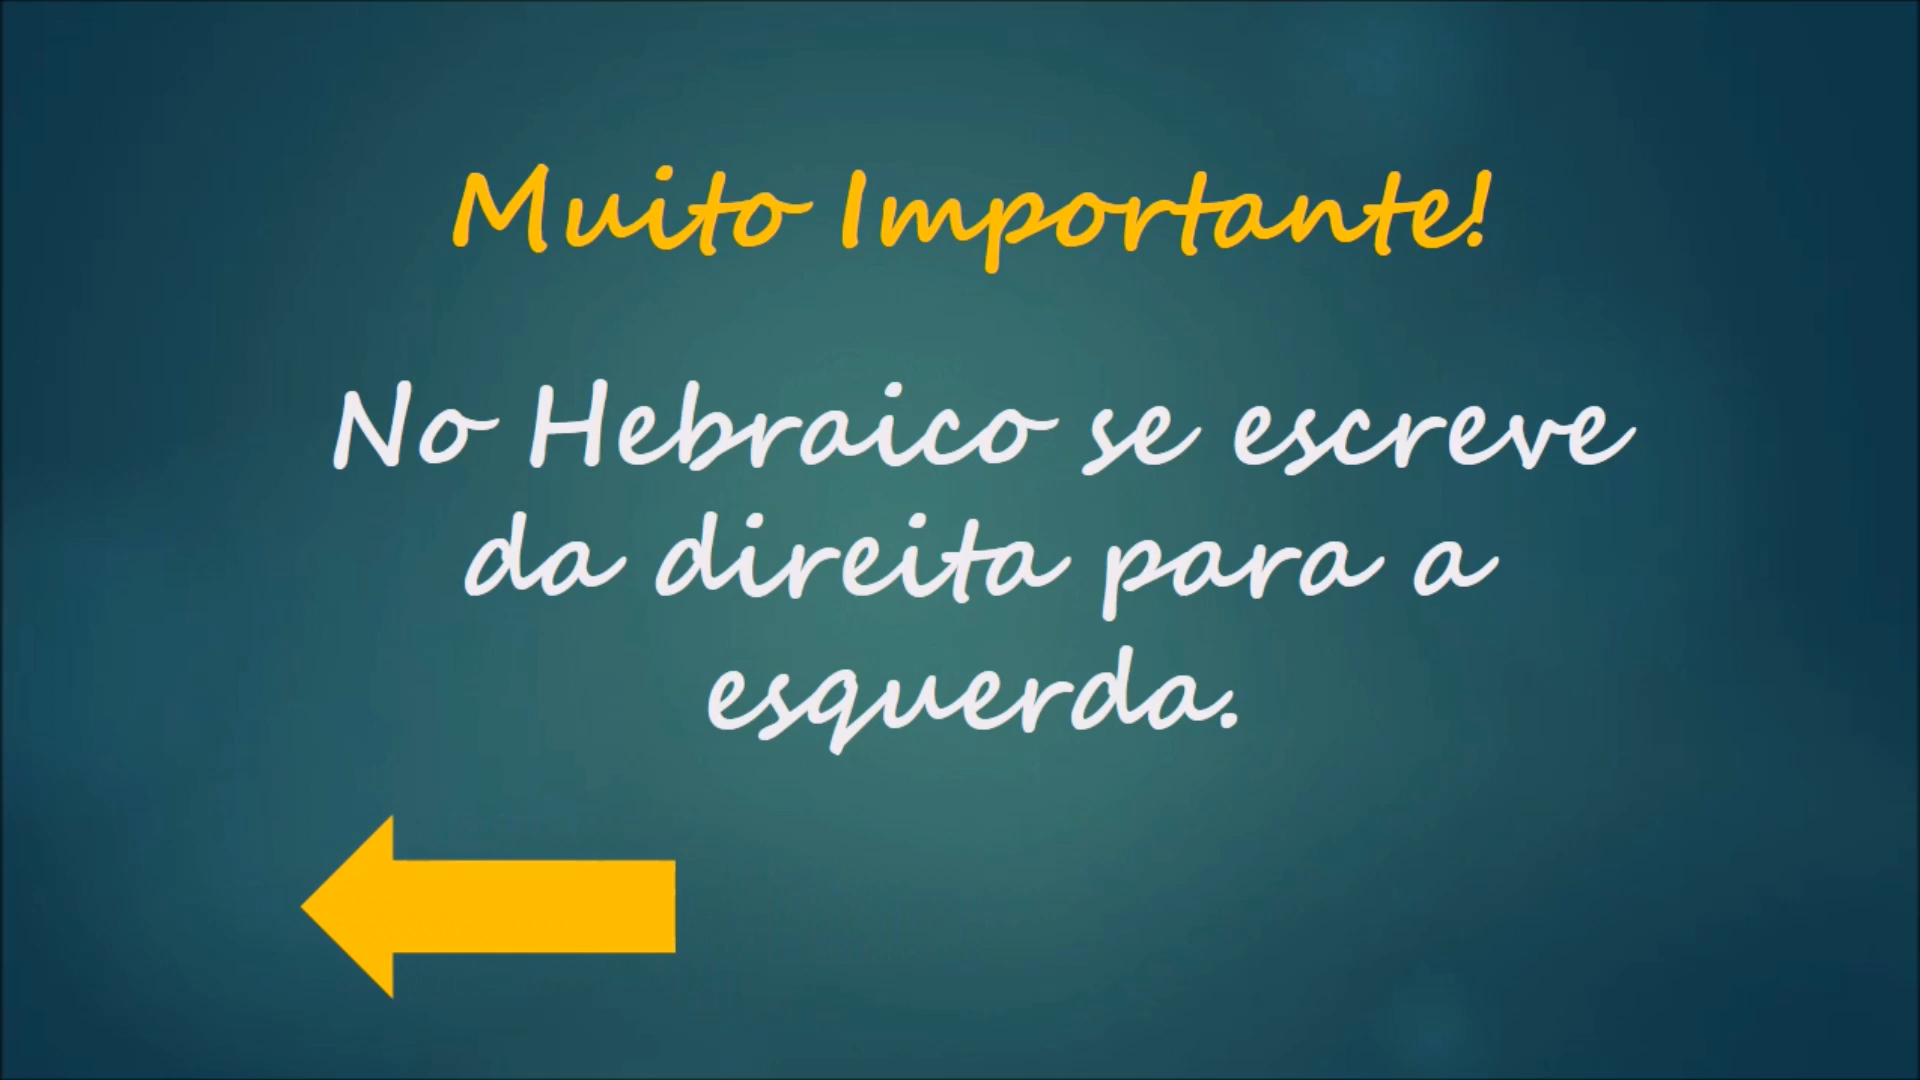 Muito Importante!
No Hebraico se escreve
da direita para a
esquerda.